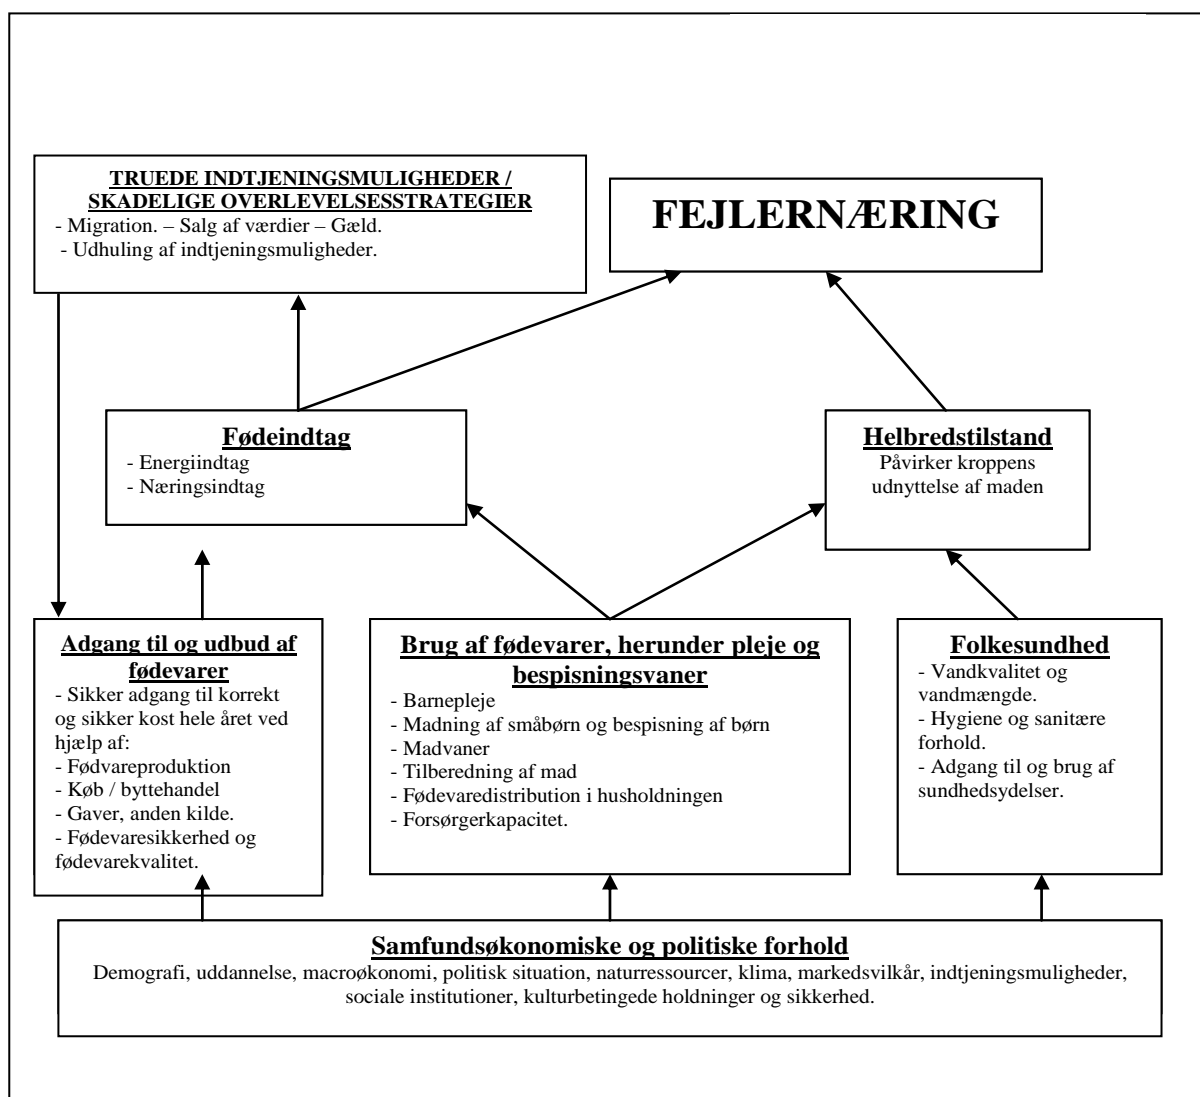 TRUEDE INDTJENINGSMULIGHEDER /
SKADELIGE OVERLEVELSESSTRATEGIER
- Migration. – Salg af værdier – Gæld.
- Udhuling af indtjeningsmuligheder.
FEJLERNÆRING
Fødeindtag
- Energiindtag
- Næringsindtag
Helbredstilstand
Påvirker kroppens
udnyttelse af maden
Adgang til og udbud af
fødevarer
- Sikker adgang til korrekt
og sikker kost hele året ved
hjælp af:
- Fødvareproduktion
- Køb / byttehandel
- Gaver, anden kilde.
- Fødevaresikkerhed og
fødevarekvalitet.
Brug af fødevarer, herunder pleje og
bespisningsvaner
- Barnepleje
- Madning af småbørn og bespisning af børn
- Madvaner
- Tilberedning af mad
- Fødevaredistribution i husholdningen
- Forsørgerkapacitet.
Folkesundhed
- Vandkvalitet og
vandmængde.
- Hygiene og sanitære
forhold.
- Adgang til og brug af
sundhedsydelser.
Samfundsøkonomiske og politiske forhold
Demografi, uddannelse, macroøkonomi, politisk situation, naturressourcer, klima, markedsvilkår, indtjeningsmuligheder,
sociale institutioner, kulturbetingede holdninger og sikkerhed.